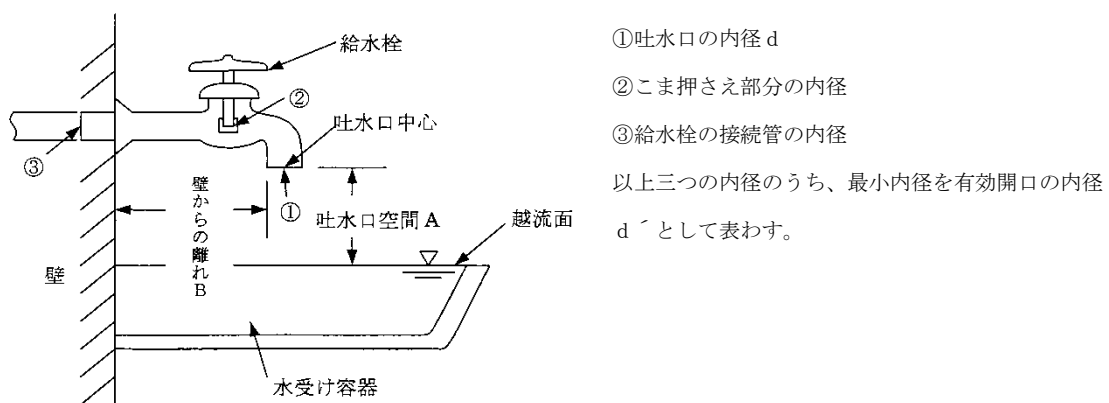 給水栓
②
吐水口中心
③
①
壁からの離れB
吐水口空間A
越流面
壁
水受け容器
①吐水口の内径 d
②こま押さえ部分の内径
③給水栓の接続管の内径
以上三つの内径のうち、最小内径を有効開口の内径
d´として表わす。